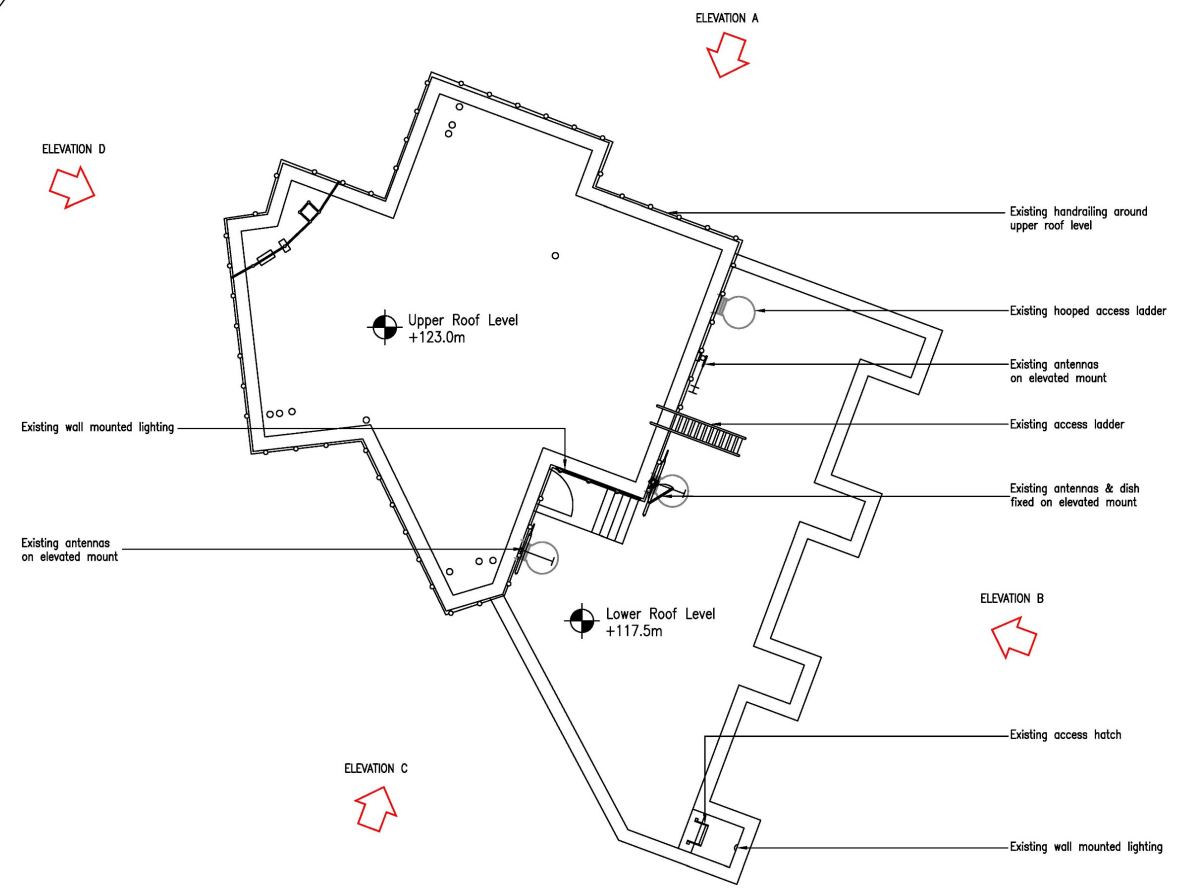 ELEVATION A
ELEVATION D
Existing handrailing around
upper roof level
Existing hooped access ladder
Upper Roof Level
+123.0m
Existing antennas
on elevated mount
Existing wall mounted lighting
Existing access ladder
Existing antennas & dish
fixed on elevated mount
Existing antennas
on elevated mount
ELEVATION B
Lower Roof Level
+117.5m
Existing access hatch
ELEVATION C
Existing wall mounted lighting